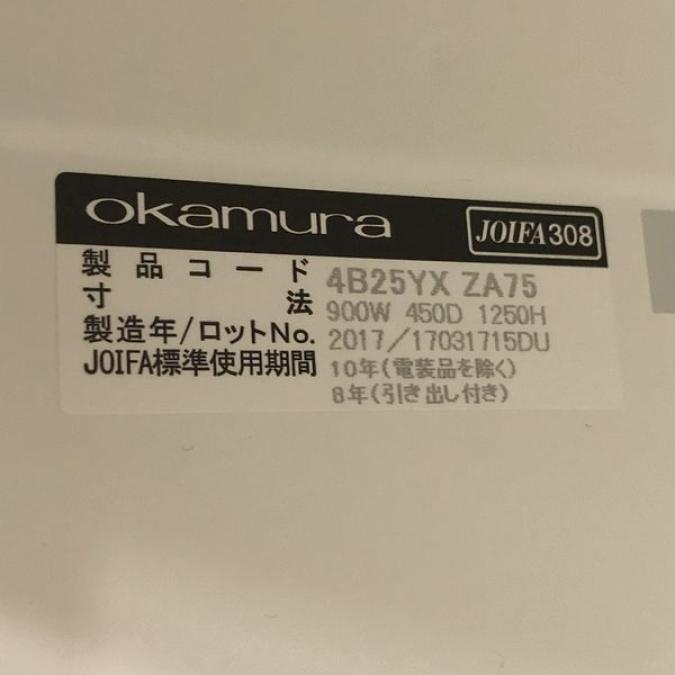 okamura JOIFA308
製品コード 4B25YX ZA75
寸法 900W 450D 1250H
製造年/ロットNo. 2017/17031715DU
JOIFA標準使用期間 10年(電装品を除く)
8年(引き出し付き)